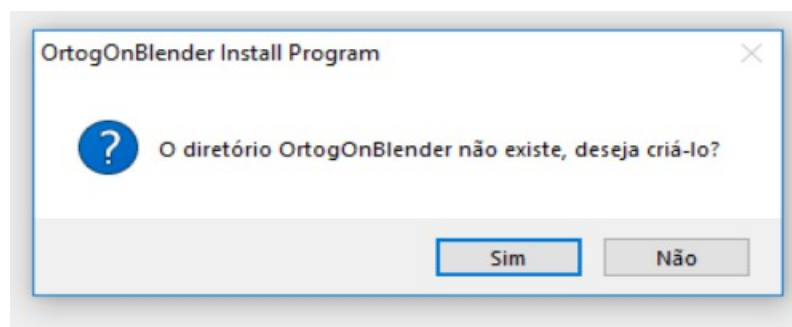 OrtogOnBlender Install Program
O diretório OrtogOnBlender não existe, deseja criá-lo?
Sim Não